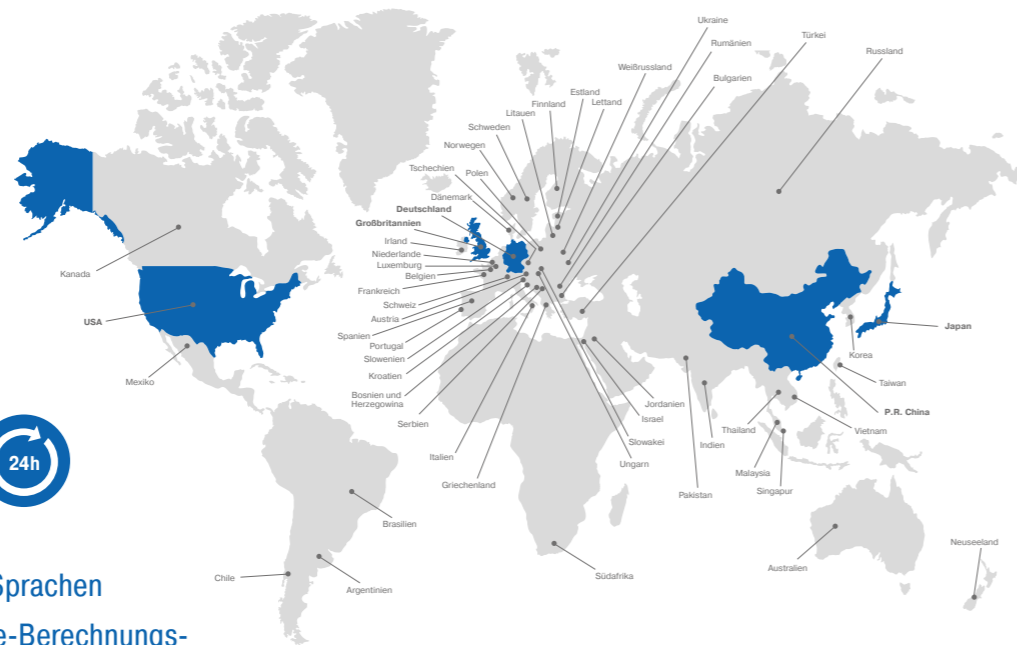 Ukraine
Rumänien
Türkei
Russland
Weißrussland
Bulgarien
Estland
Finnland
Lettand
Litauen
Schweden
Norwegen
Tschechien
Polen
Dänemark
Deutschland
Großbritannien
Irland
Niederlande
Luxemburg
Belgien
Frankreich
Schweiz
Austria
Spanien
Portugal
Slowenien
Kroatien
Bosnien und
Herzegowina
Serbien
Italien
Griechenland
Kanada
USA
Mexiko
Jordanien
Israel
Slowakei
Ungarn
Pakistan
Indien
Thailand
Malaysia
Singapur
Vietnam
P.R. China
Taiwan
Korea
Japan
24h
Brasilien
Chile
Argentinien
Südafrika
Australien
Neuseeland
Sprachen
e-Berechnungs-